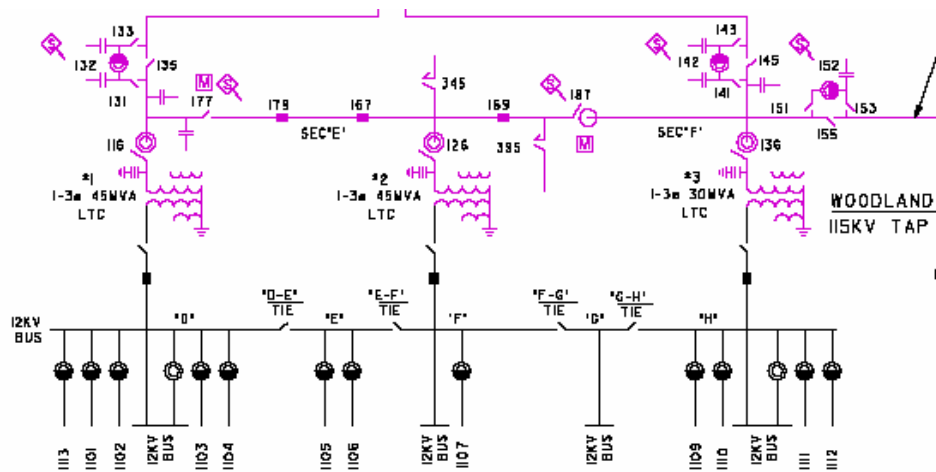 133
143
S
S
S
S
132
135
142
145
152
M
131
177
345
187
141
151
153
179
167
169
155
SEC"E'
SEC"F'
116
126
395
M
136
*1
*2
*3
1-3ø 45MVA
LTC
1-3ø 45MVA
LTC
1-3ø 30MVA
LTC
WOODLAND
115KV TAP
"D-E"
TIE
"E-F'
TIE
"F-G"
TIE
"G-H"
TIE
12KV
BUS
"D"
"E"
"F"
"G"
"H"
1113
1101
1102
12KV
BUS
1103
1104
1105
1106
12KV
BUS
1107
12KV
BUS
1109
1110
12KV
BUS
1111
1112